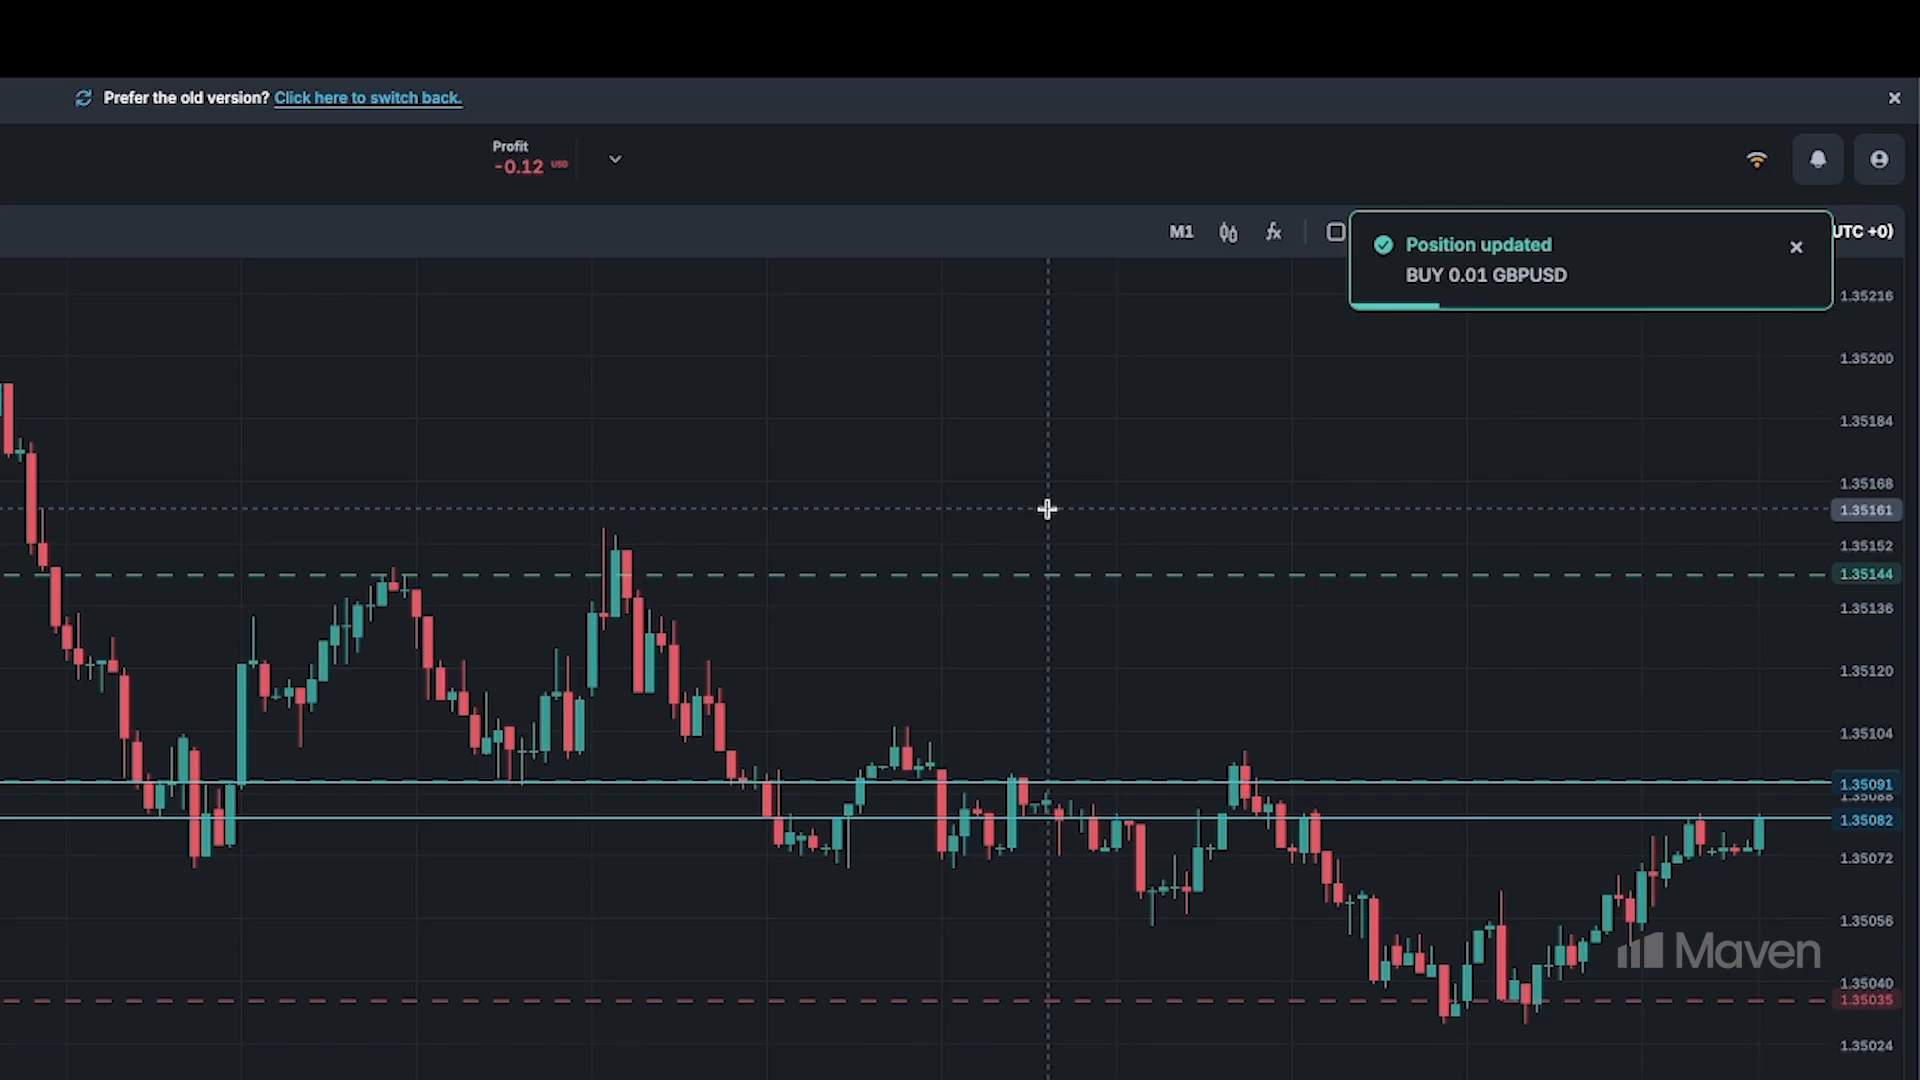 Prefer the old version? Click here to switch back.
Profit
-0.12 USD
M1
UTC +0)
Position updated
BUY 0.01 GBPUSD
1.35216
1.35200
1.35184
1.35168
1.35161
1.35152
1.35144
1.35136
1.35120
1.35104
1.35091
1.35088
1.35082
1.35072
1.35056
Maven
1.35040
1.35035
1.35024